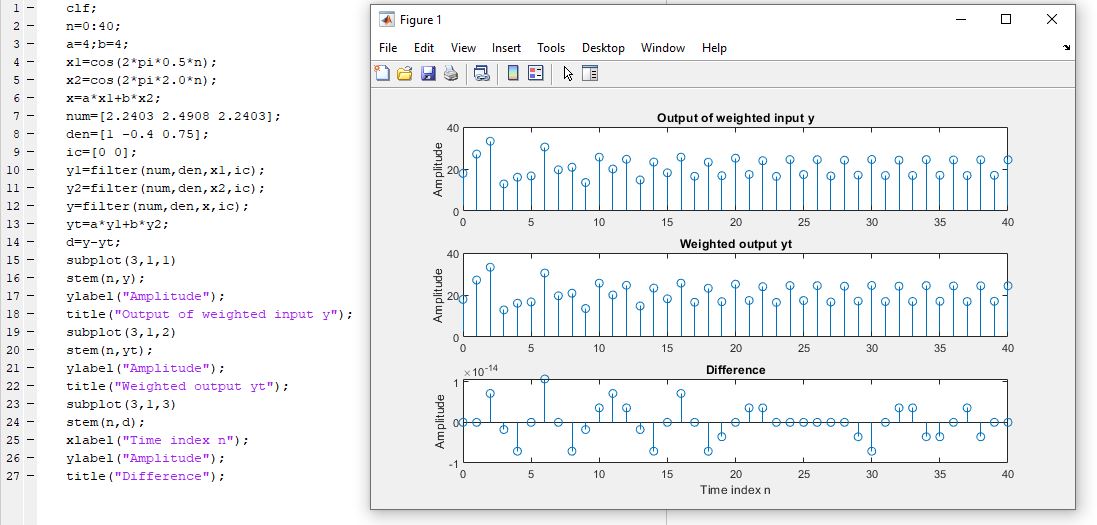 1 – clf;
2 – n=0:40;
3 – a=4;b=4;
4 – x1=cos(2*pi*0.5*n);
5 – x2=cos(2*pi*2.0*n);
6 – x=a*x1+b*x2;
7 – num=[2.2403 2.4908 2.2403];
8 – den=[1 -0.4 0.75];
9 – ic=[0 0];
10 – y1=filter(num,den,x1,ic);
11 – y2=filter(num,den,x2,ic);
12 – y=filter(num,den,x,ic);
13 – yt=a*y1+b*y2;
14 – d=y-yt;
15 – subplot(3,1,1)
16 – stem(n,y);
17 – ylabel("Amplitude");
18 – title("Output of weighted input y");
19 – subplot(3,1,2)
20 – stem(n,yt);
21 – ylabel("Amplitude");
22 – title("Weighted output yt");
23 – subplot(3,1,3)
24 – stem(n,d);
25 – xlabel("Time index n");
26 – ylabel("Amplitude");
27 – title("Difference");
Figure 1
File Edit View Insert Tools Desktop Window Help
Output of weighted input y
Amplitude
40
20
0
0 5 10 15 20 25 30 35 40
Weighted output yt
Amplitude
40
20
0
0 5 10 15 20 25 30 35 40
×10^-14
Difference
Amplitude
1
0
-1
0 5 10 15 20 25 30 35 40
Time index n